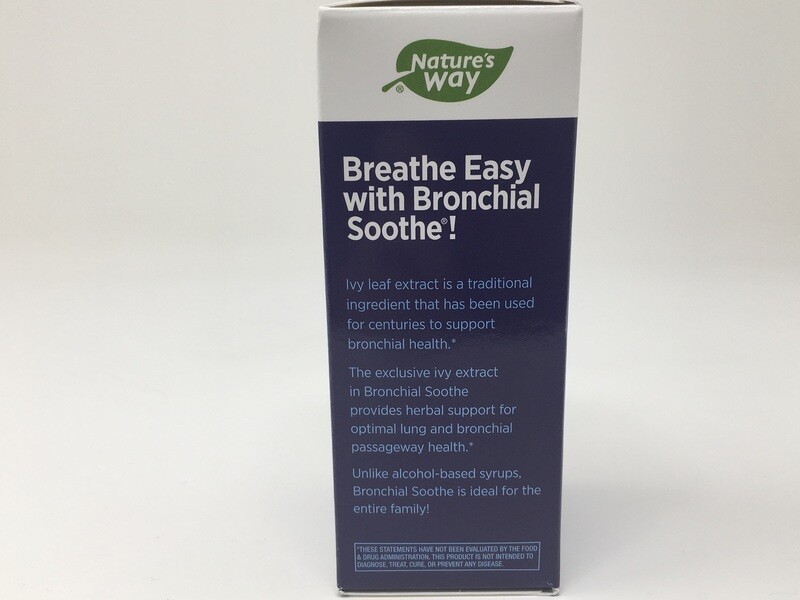 Nature's
Way®
Breathe Easy
with Bronchial
Soothe®!
Ivy leaf extract is a traditional
ingredient that has been used
for centuries to support
bronchial health.*
The exclusive ivy extract
in Bronchial Soothe
provides herbal support for
optimal lung and bronchial
passageway health.*
Unlike alcohol-based syrups,
Bronchial Soothe is ideal for the
entire family!
*THESE STATEMENTS HAVE NOT BEEN EVALUATED BY THE FOOD
& DRUG ADMINISTRATION. THIS PRODUCT IS NOT INTENDED TO
DIAGNOSE, TREAT, CURE, OR PREVENT ANY DISEASE.